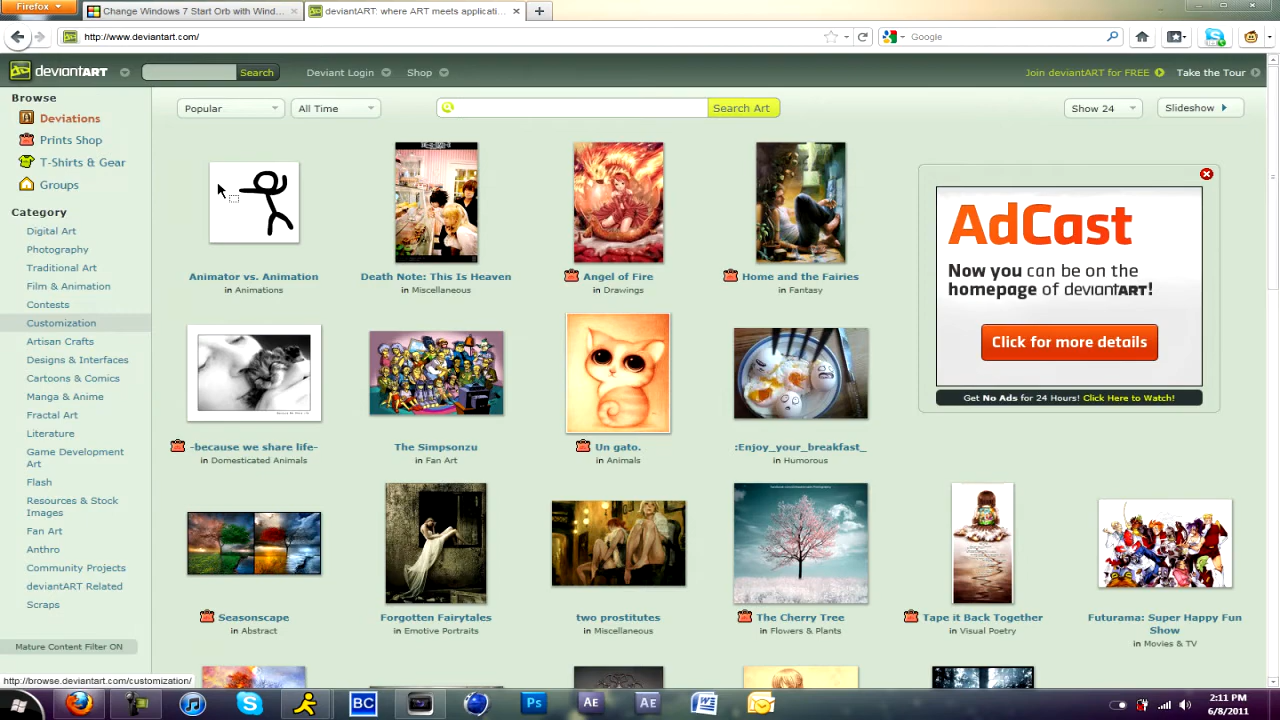 Firefox
Change Windows 7 Start Orb with Wind...
deviantART: where ART meets applicati...
http://www.deviantart.com/
Google
deviantART
Search
Deviant Login
Shop
Join deviantART for FREE
Take the Tour
Browse
Deviations
Prints Shop
T-Shirts & Gear
Groups
Category
Digital Art
Photography
Traditional Art
Film & Animation
Contests
Customization
Artisan Crafts
Designs & Interfaces
Cartoons & Comics
Manga & Anime
Fractal Art
Literature
Game Development
Art
Flash
Resources & Stock
Images
Fan Art
Anthro
Community Projects
deviantART Related
Scraps
Mature Content Filter ON
Popular
All Time
Search Art
Show 24
Slideshow
Animator vs. Animation
in Animations
Death Note: This Is Heaven
in Miscellaneous
Angel of Fire
in Drawings
Home and the Fairies
in Fantasy
AdCast
Now you can be on the
homepage of deviantART!
Click for more details
Get No Ads for 24 Hours! Click Here to Watch!
-because we share life-
in Domesticated Animals
The Simpsonzu
in Fan Art
Un gato.
in Animals
:Enjoy_your_breakfast_
in Humorous
Seasonscape
in Abstract
Forgotten Fairytales
in Emotive Portraits
two prostitutes
in Miscellaneous
The Cherry Tree
in Flowers & Plants
Tape it Back Together
in Visual Poetry
Futurama: Super Happy Fun
Show
in Movies & TV
http://browse.deviantart.com/customization/
BC
Ps
Ae
Ae
2:11 PM
6/8/2011